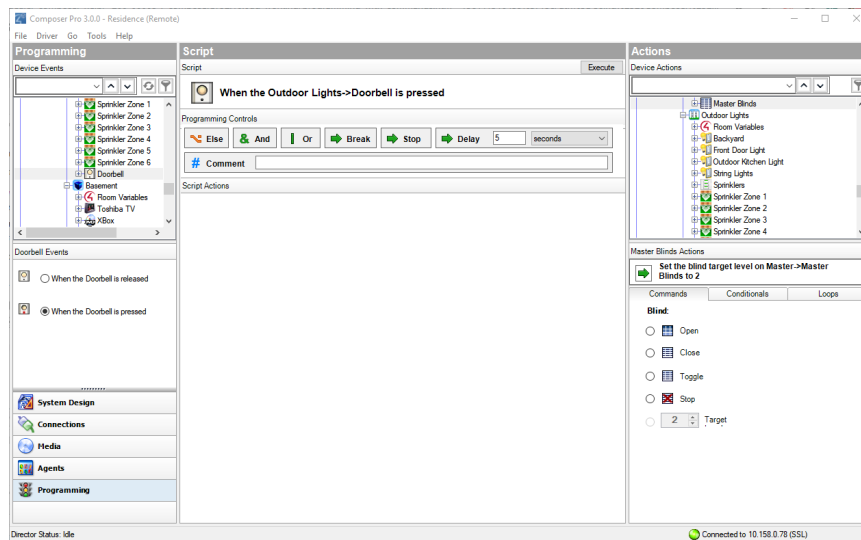 Composer Pro 3.0.0 - Residence (Remote)
File Driver Go Tools Help
Programming
Device Events
Sprinkler Zone 1
Sprinkler Zone 2
Sprinkler Zone 3
Sprinkler Zone 4
Sprinkler Zone 5
Sprinkler Zone 6
Doorbell
Basement
Room Variables
Toshiba TV
XBox
Doorbell Events
When the Doorbell is released
When the Doorbell is pressed
System Design
Connections
Media
Agents
Programming
Script
Script Execute
When the Outdoor Lights->Doorbell is pressed
Programming Controls
Else & And Or Break Stop Delay 5 seconds
# Comment
Script Actions
Actions
Device Actions
Master Blinds
Outdoor Lights
Room Variables
Backyard
Front Door Light
Outdoor Kitchen Light
String Lights
Sprinklers
Sprinkler Zone 1
Sprinkler Zone 2
Sprinkler Zone 3
Sprinkler Zone 4
Master Blinds Actions
Set the blind target level on Master->Master
Blinds to 2
Commands Conditionals Loops
Blind:
Open
Close
Toggle
Stop
2 Target
Director Status: Idle
Connected to 10.158.0.78 (SSL)